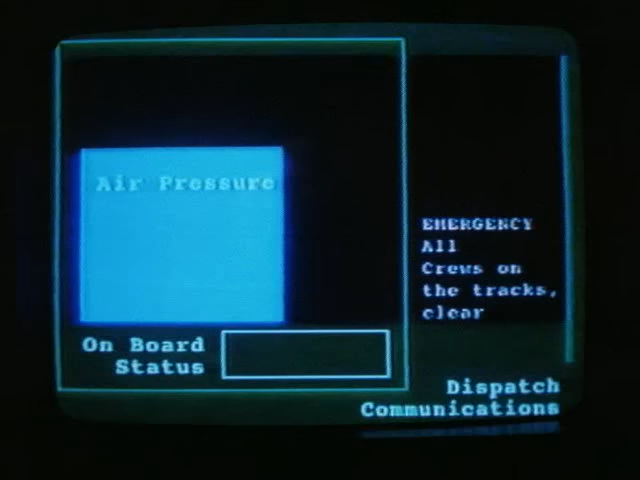 Air Pressure
EMERGENCY
All
Crews on
the tracks,
clear
On Board
Status
Dispatch
Communications